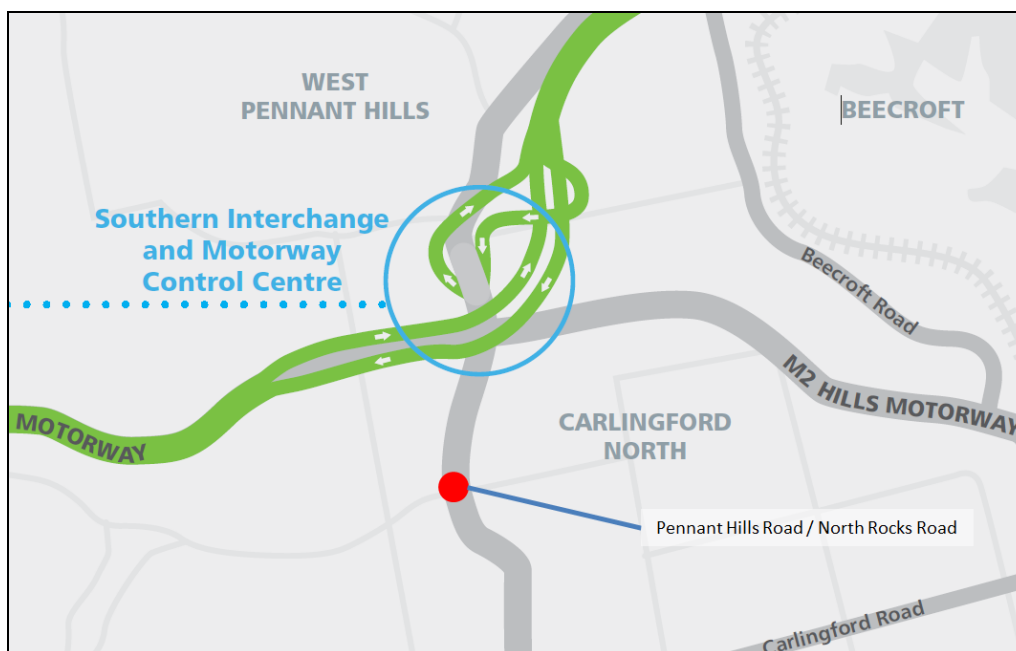 WEST
PENNANT HILLS
BEECROFT
Southern Interchange
and Motorway
Control Centre
Beecroft Road
M2 HILLS MOTORWAY
MOTORWAY
CARLINGFORD
NORTH
Pennant Hills Road / North Rocks Road
Carlingford Road